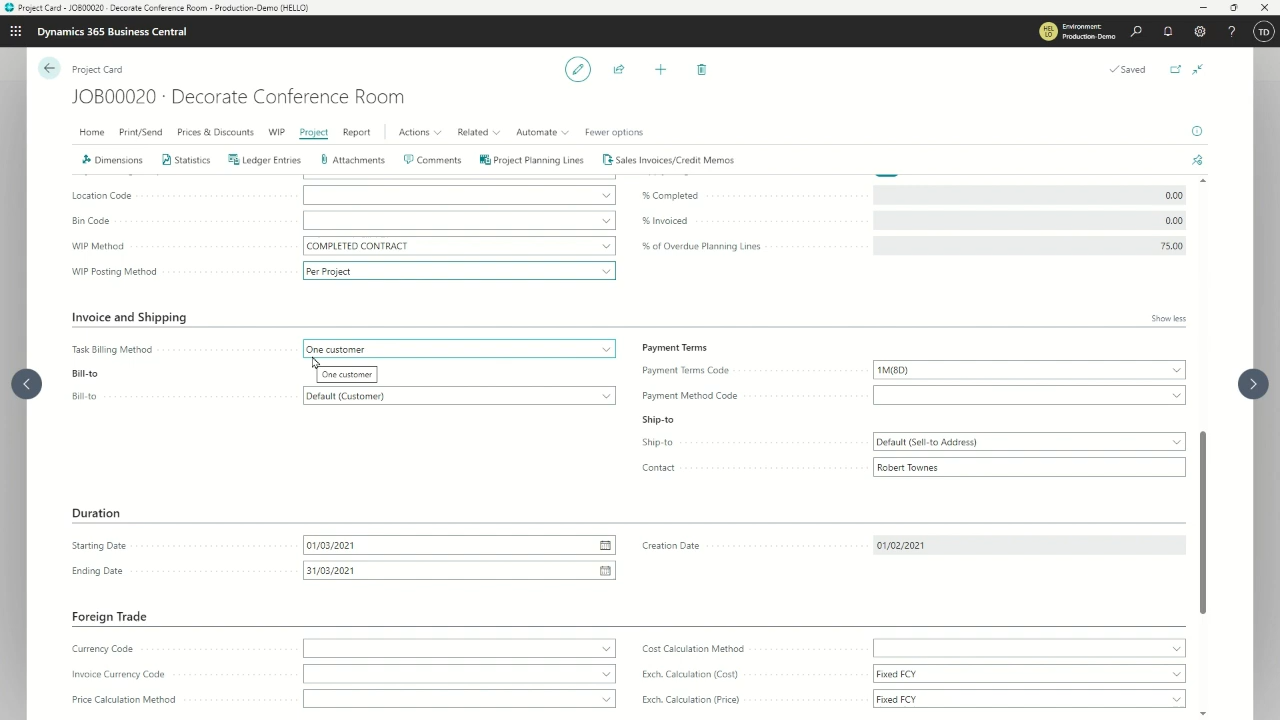 Project Card - JOB00020 · Decorate Conference Room - Production-Demo (HELLO)
Dynamics 365 Business Central
HEL LO
Environment: Production-Demo
TD
Project Card
Saved
JOB00020 · Decorate Conference Room
Home Print/Send Prices & Discounts WIP Project Report Actions Related Automate Fewer options
Dimensions Statistics Ledger Entries Attachments Comments Project Planning Lines Sales Invoices/Credit Memos
Location Code
% Completed 0.00
Bin Code
% Invoiced 0.00
WIP Method COMPLETED CONTRACT
% of Overdue Planning Lines 75.00
WIP Posting Method Per Project
Invoice and Shipping
Show less
Task Billing Method One customer
Payment Terms
One customer
Bill-to
Payment Terms Code 1M(8D)
Bill-to Default (Customer)
Payment Method Code
Ship-to
Ship-to Default (Sell-to Address)
Contact Robert Townes
Duration
Starting Date 01/03/2021
Creation Date 01/02/2021
Ending Date 31/03/2021
Foreign Trade
Currency Code
Cost Calculation Method
Invoice Currency Code
Exch. Calculation (Cost) Fixed FCY
Price Calculation Method
Exch. Calculation (Price) Fixed FCY